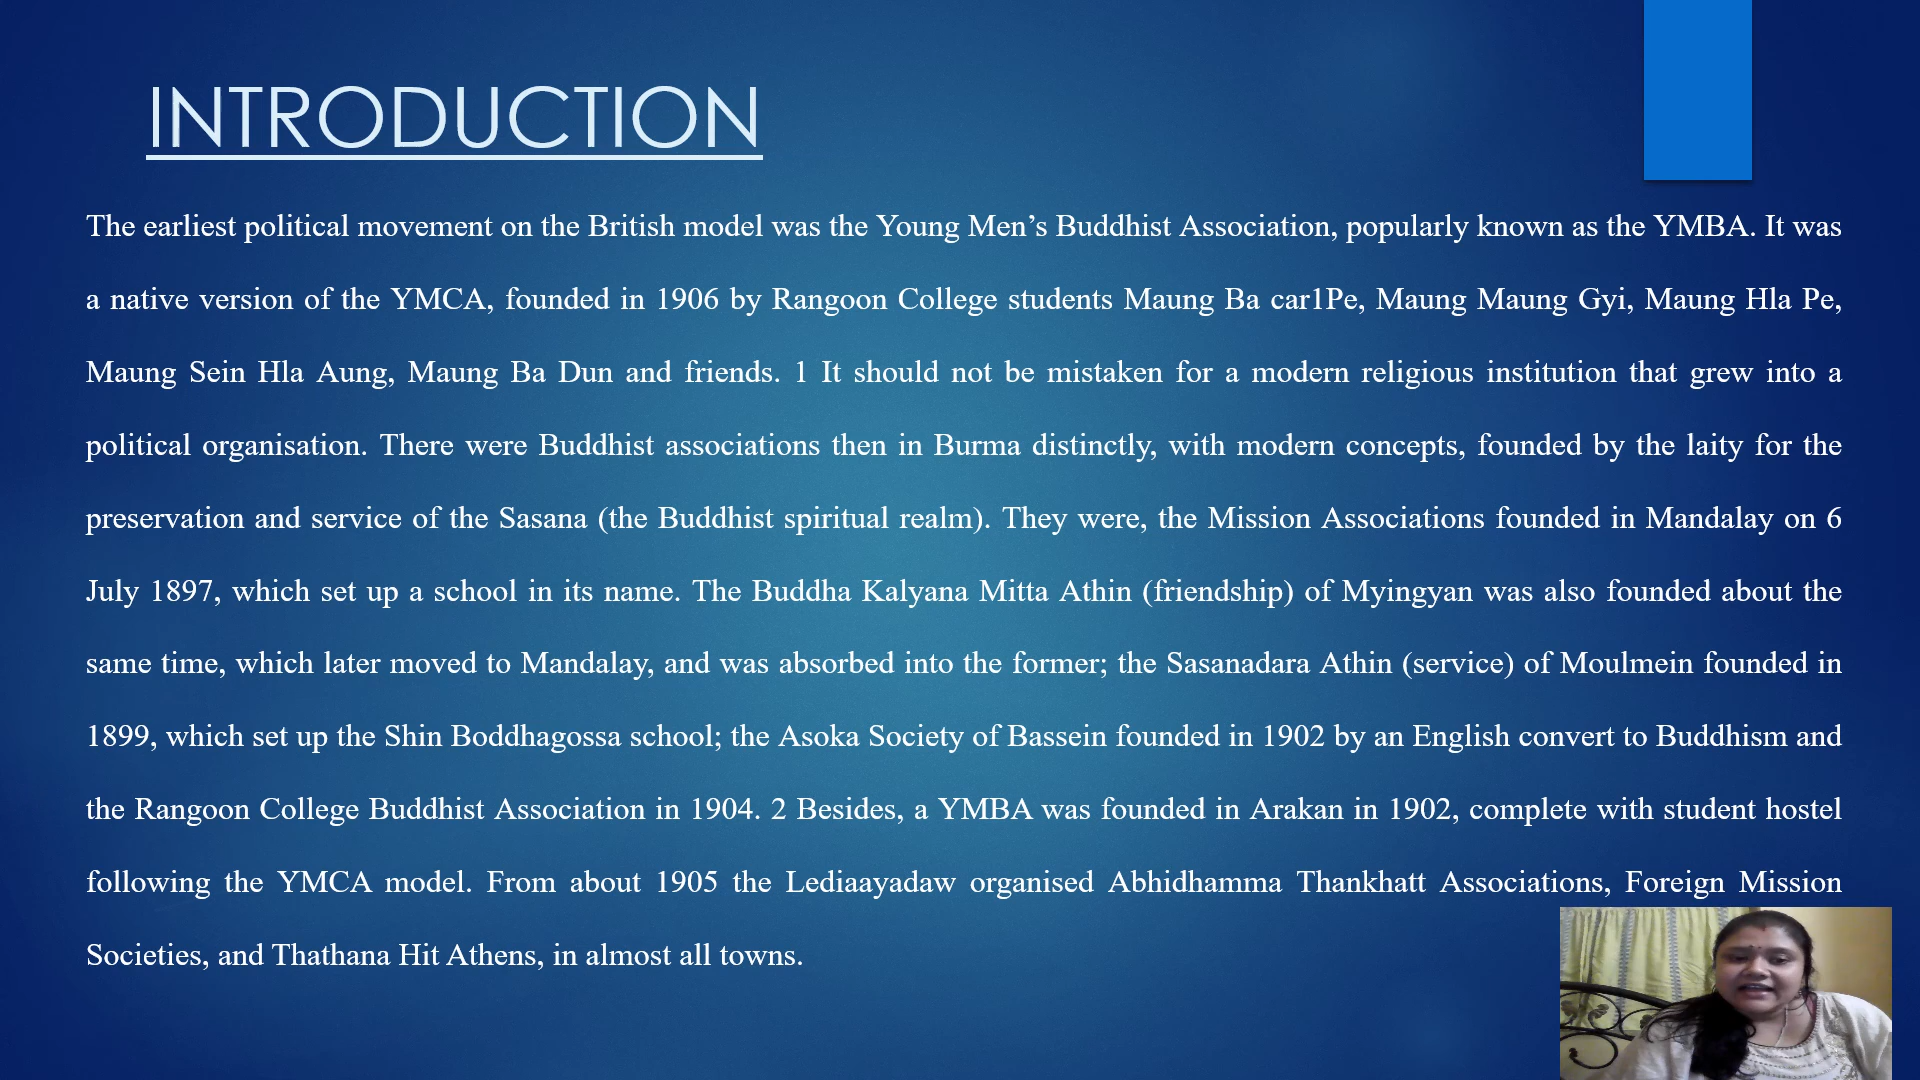 INTRODUCTION
The earliest political movement on the British model was the Young Men’s Buddhist Association, popularly known as the YMBA. It was
a native version of the YMCA, founded in 1906 by Rangoon College students Maung Ba car1Pe, Maung Maung Gyi, Maung Hla Pe,
Maung Sein Hla Aung, Maung Ba Dun and friends. 1 It should not be mistaken for a modern religious institution that grew into a
political organisation. There were Buddhist associations then in Burma distinctly, with modern concepts, founded by the laity for the
preservation and service of the Sasana (the Buddhist spiritual realm). They were, the Mission Associations founded in Mandalay on 6
July 1897, which set up a school in its name. The Buddha Kalyana Mitta Athin (friendship) of Myingyan was also founded about the
same time, which later moved to Mandalay, and was absorbed into the former; the Sasanadara Athin (service) of Moulmein founded in
1899, which set up the Shin Boddhagossa school; the Asoka Society of Bassein founded in 1902 by an English convert to Buddhism and
the Rangoon College Buddhist Association in 1904. 2 Besides, a YMBA was founded in Arakan in 1902, complete with student hostel
following the YMCA model. From about 1905 the Lediaayadaw organised Abhidhamma Thankhatt Associations, Foreign Mission
Societies, and Thathana Hit Athens, in almost all towns.